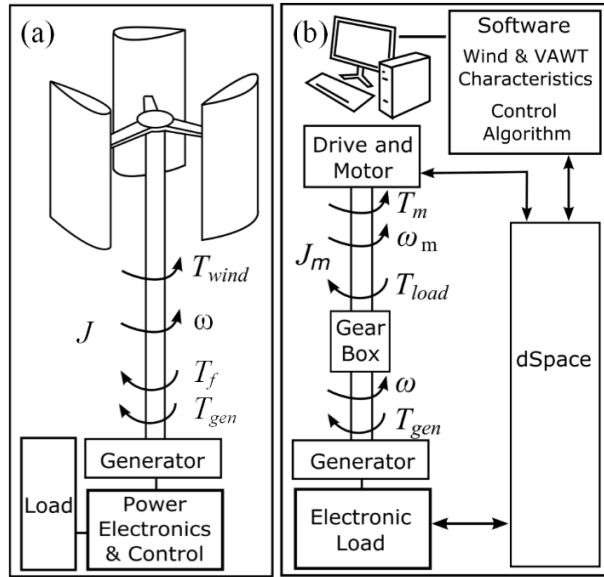 (a)
T_wind
J
ω
T_f
T_gen
Generator
Load
Power
Electronics
& Control
(b)
Software
Wind & VAWT
Characteristics
Control
Algorithm
Drive and
Motor
T_m
ω_m
J_m
T_load
Gear
Box
ω
T_gen
Generator
Electronic
Load
dSpace